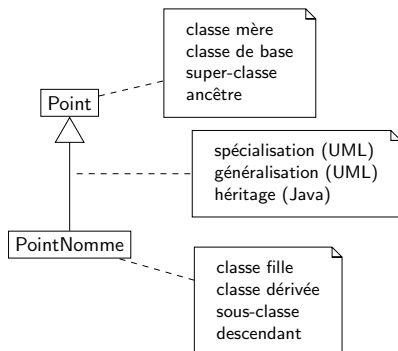 classe mère
classe de base
super-classe
ancêtre
Point
spécialisation (UML)
généralisation (UML)
héritage (Java)
PointNomme
classe fille
classe dérivée
sous-classe
descendant